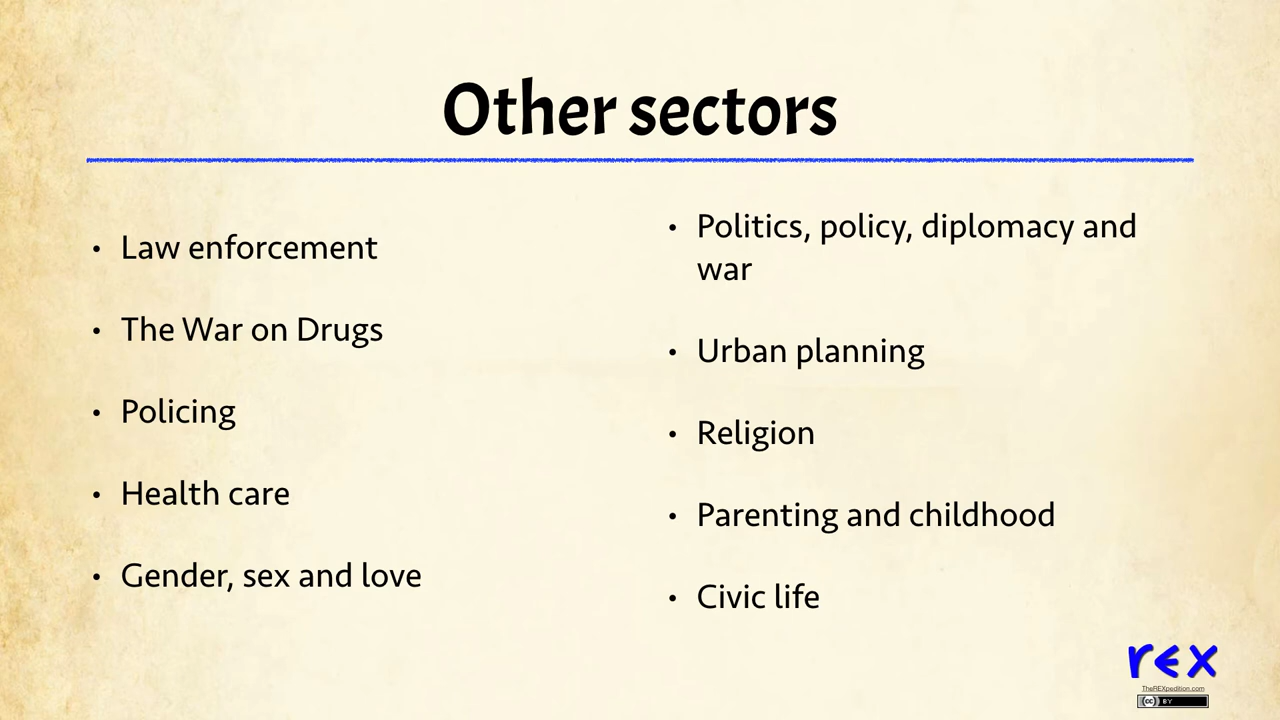 Other sectors
• Law enforcement
• The War on Drugs
• Policing
• Health care
• Gender, sex and love
• Politics, policy, diplomacy and
war
• Urban planning
• Religion
• Parenting and childhood
• Civic life
rex
TheREXpedition.com
cc BY